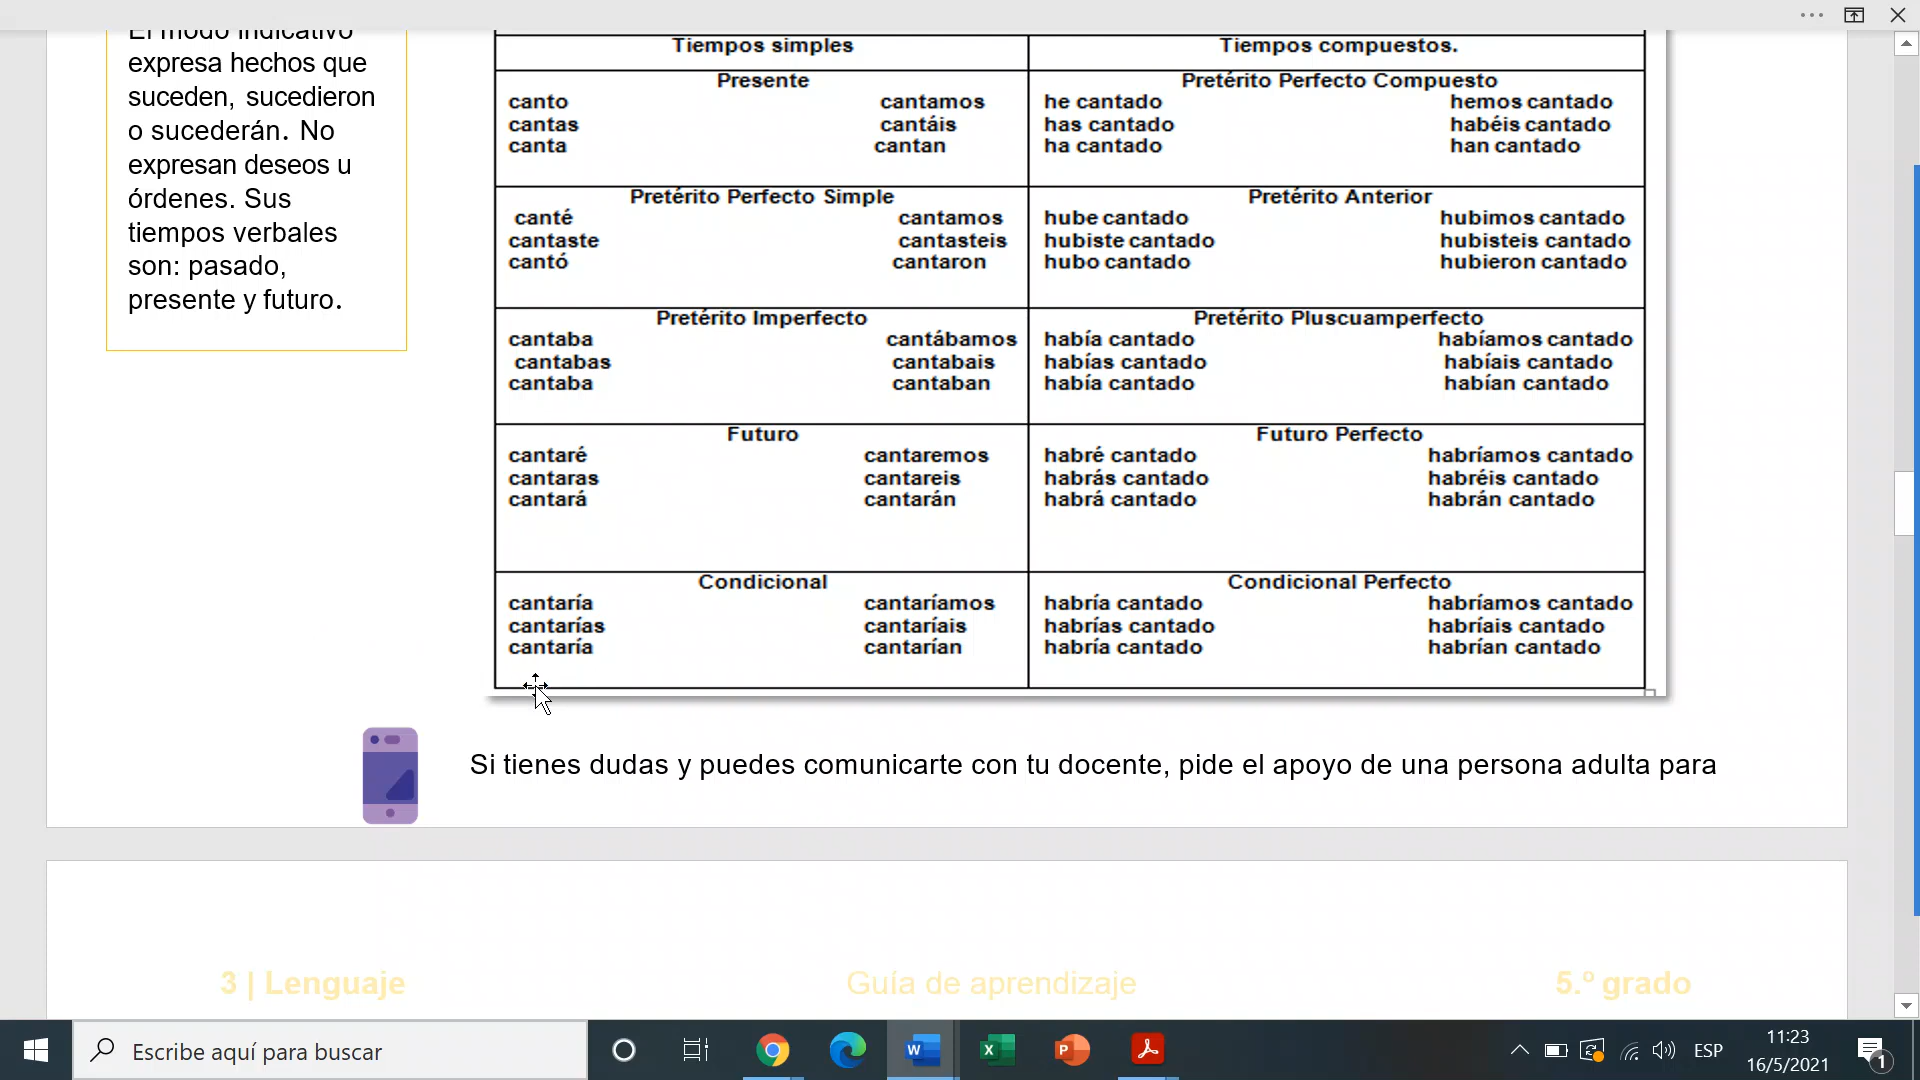 El modo indicativo
expresa hechos que
suceden, sucedieron
o sucederán. No
expresan deseos u
órdenes. Sus
tiempos verbales
son: pasado,
presente y futuro.
Tiempos simples Tiempos compuestos.
Presente Pretérito Perfecto Compuesto
canto cantamos he cantado hemos cantado
cantas cantáis has cantado habéis cantado
canta cantan ha cantado han cantado
Pretérito Perfecto Simple Pretérito Anterior
canté cantamos hube cantado hubimos cantado
cantaste cantasteis hubiste cantado hubisteis cantado
cantó cantaron hubo cantado hubieron cantado
Pretérito Imperfecto Pretérito Pluscuamperfecto
cantaba cantábamos había cantado habíamos cantado
cantabas cantabais habías cantado habíais cantado
cantaba cantaban había cantado habían cantado
Futuro Futuro Perfecto
cantaré cantaremos habré cantado habríamos cantado
cantaras cantareis habrás cantado habréis cantado
cantará cantarán habrá cantado habrán cantado
Condicional Condicional Perfecto
cantaría cantaríamos habría cantado habríamos cantado
cantarías cantaríais habrías cantado habríais cantado
cantaría cantarían habría cantado habrían cantado
Si tienes dudas y puedes comunicarte con tu docente, pide el apoyo de una persona adulta para
3 | Lenguaje Guía de aprendizaje 5.º grado
Escribe aquí para buscar
ESP
11:23
16/5/2021
1